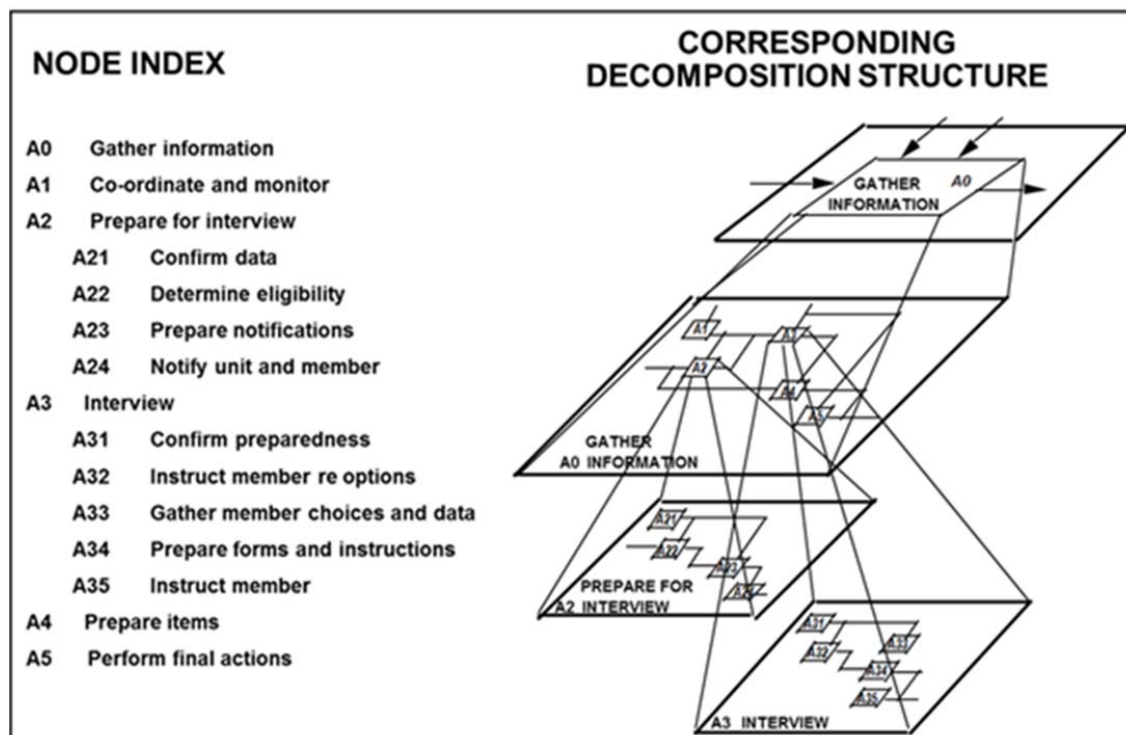 NODE INDEX
A0 Gather information
A1 Co-ordinate and monitor
A2 Prepare for interview
A21 Confirm data
A22 Determine eligibility
A23 Prepare notifications
A24 Notify unit and member
A3 Interview
A31 Confirm preparedness
A32 Instruct member re options
A33 Gather member choices and data
A34 Prepare forms and instructions
A35 Instruct member
A4 Prepare items
A5 Perform final actions
CORRESPONDING
DECOMPOSITION STRUCTURE
GATHER A0
INFORMATION
A1
A3
A2
A4
A5
GATHER
A0 INFORMATION
A21
A22
A23
A24
PREPARE FOR
A2 INTERVIEW
A31
A33
A32
A34
A35
A3 INTERVIEW